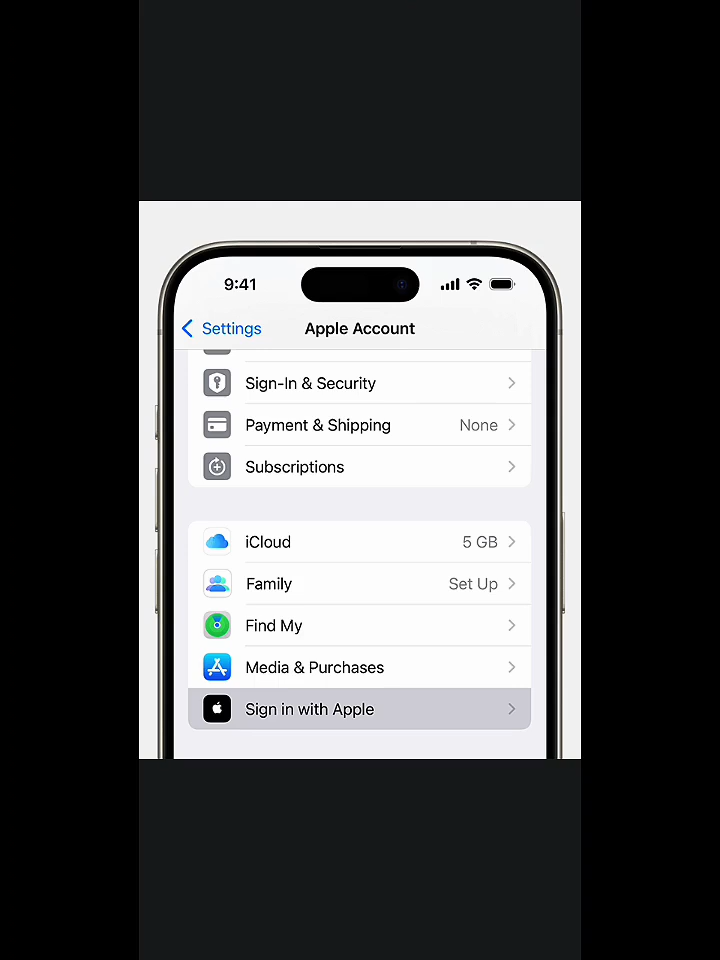 9:41
Settings Apple Account
Sign-In & Security
Payment & Shipping None
Subscriptions
iCloud 5 GB
Family Set Up
Find My
Media & Purchases
Sign in with Apple